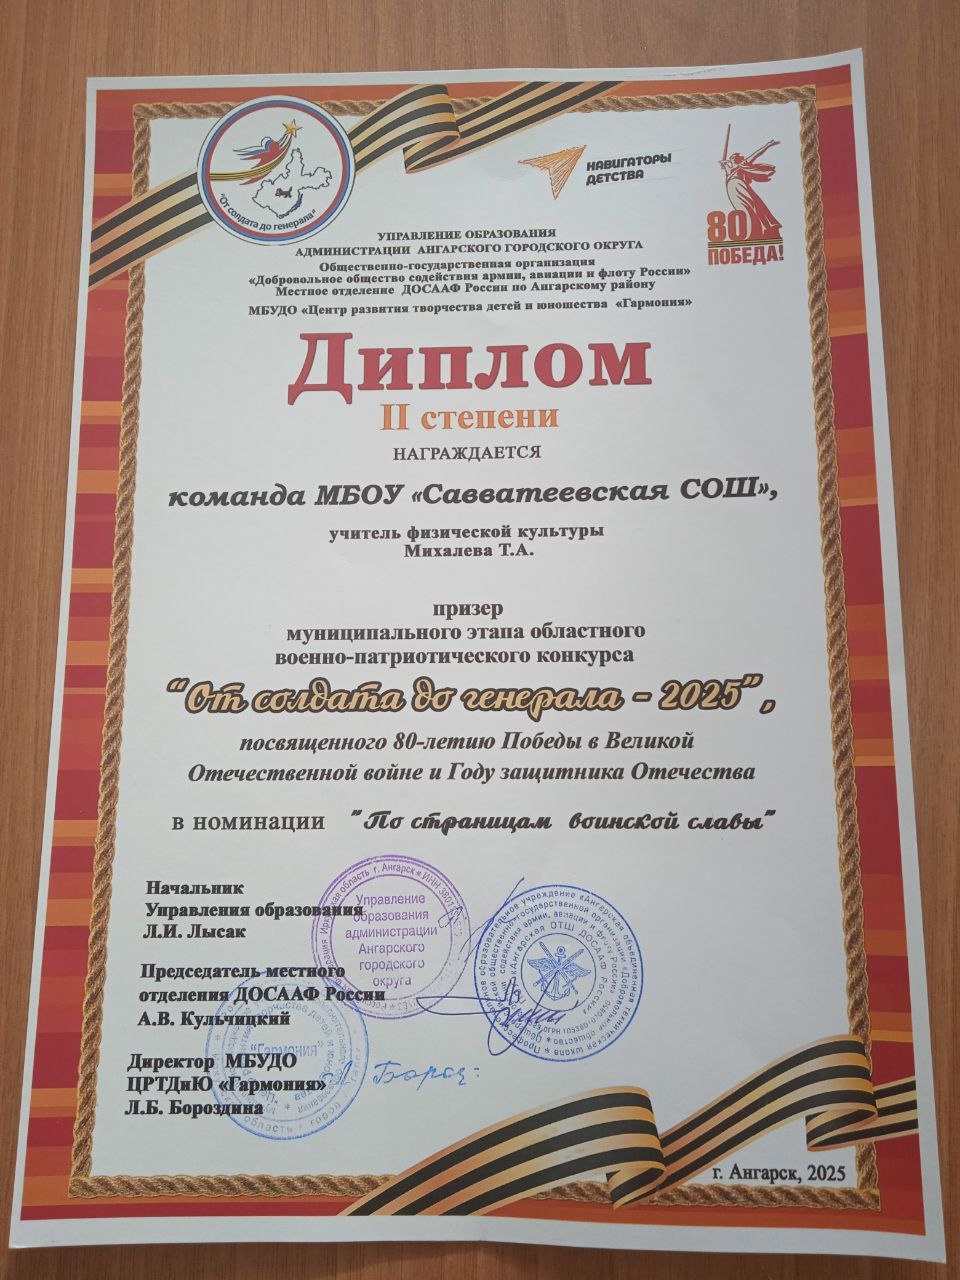 "От солдата до генерала"
НАВИГАТОРЫ
ДЕТСТВА
80
ПОБЕДА!
УПРАВЛЕНИЕ ОБРАЗОВАНИЯ
АДМИНИСТРАЦИИ АНГАРСКОГО ГОРОДСКОГО ОКРУГА
Общественно-государственная организация
«Добровольное общество содействия армии, авиации и флоту России»
Местное отделение ДОСААФ России по Ангарскому району
МБУДО «Центр развития творчества детей и юношества «Гармония»
Диплом
II степени
НАГРАЖДАЕТСЯ
команда МБОУ «Савватеевская СОШ»,
учитель физической культуры
Михалева Т.А.
призер
муниципального этапа областного
военно-патриотического конкурса
"От солдата до генерала - 2025",
посвященного 80-летию Победы в Великой
Отечественной войне и Году защитника Отечества
в номинации "По страницам воинской славы"
Начальник
Управления образования
Л.И. Лысак
Управление
образования
администрации
Ангарского
городского
округа
Председатель местного
отделения ДОСААФ России
А.В. Кульчицкий
Директор МБУДО
ЦРТДиЮ «Гармония»
Л.Б. Бороздина
"Гармония"
г. Ангарск, 2025